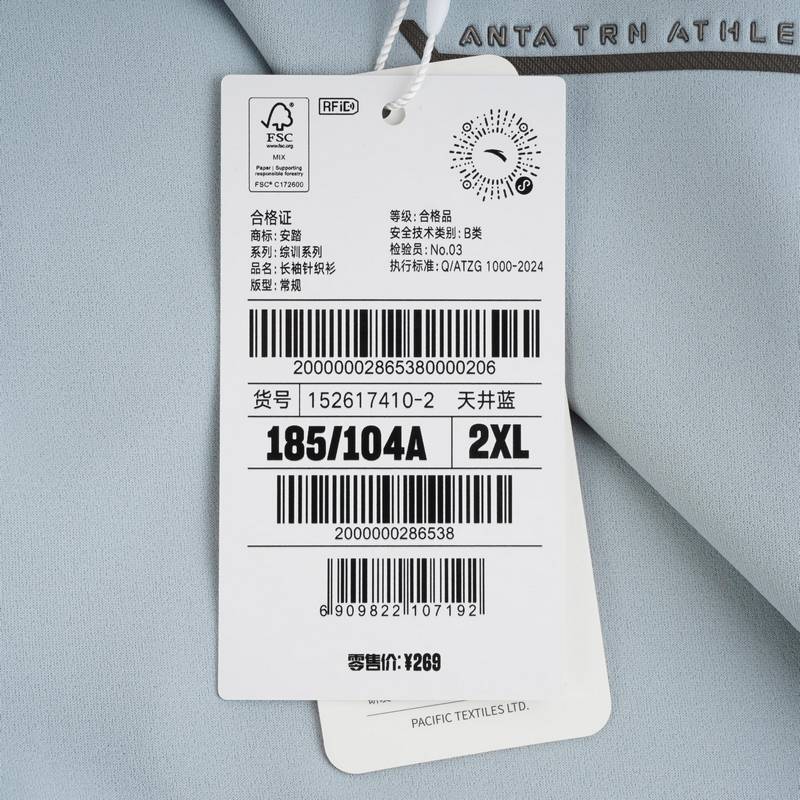 ANTA TRN ATHLE
FSC
www.fsc.org
MIX
Paper | Supporting
responsible forestry
FSC® C172600
RFID
合格证
商标:安踏
系列:综训系列
品名:长袖针织衫
版型:常规
等级:合格品
安全技术类别:B类
检验员:No.03
执行标准:Q/ATZG 1000-2024
20000002865380000206
货号 152617410-2 天井蓝
185/104A 2XL
2000000286538
6 909822 107192
零售价:¥269
PACIFIC TEXTILES LTD.